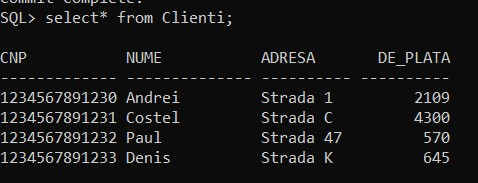 Commit complete.
SQL> select* from Clienti;
CNP           NUME           ADRESA       DE_PLATA
------------- -------------- ---------- ----------
1234567891230 Andrei         Strada 1         2109
1234567891231 Costel         Strada C         4300
1234567891232 Paul           Strada 47         570
1234567891233 Denis          Strada K          645